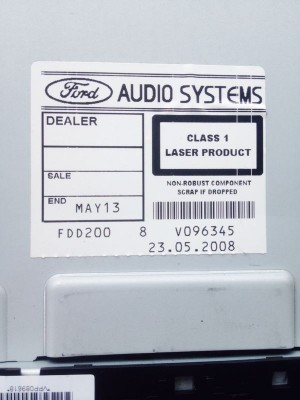 Ford AUDIO SYSTEMS
DEALER
CLASS 1
LASER PRODUCT
SALE
NON-ROBUST COMPONENT
SCRAP IF DROPPED
END MAY13
FDD200 8 V096345
23.05.2008